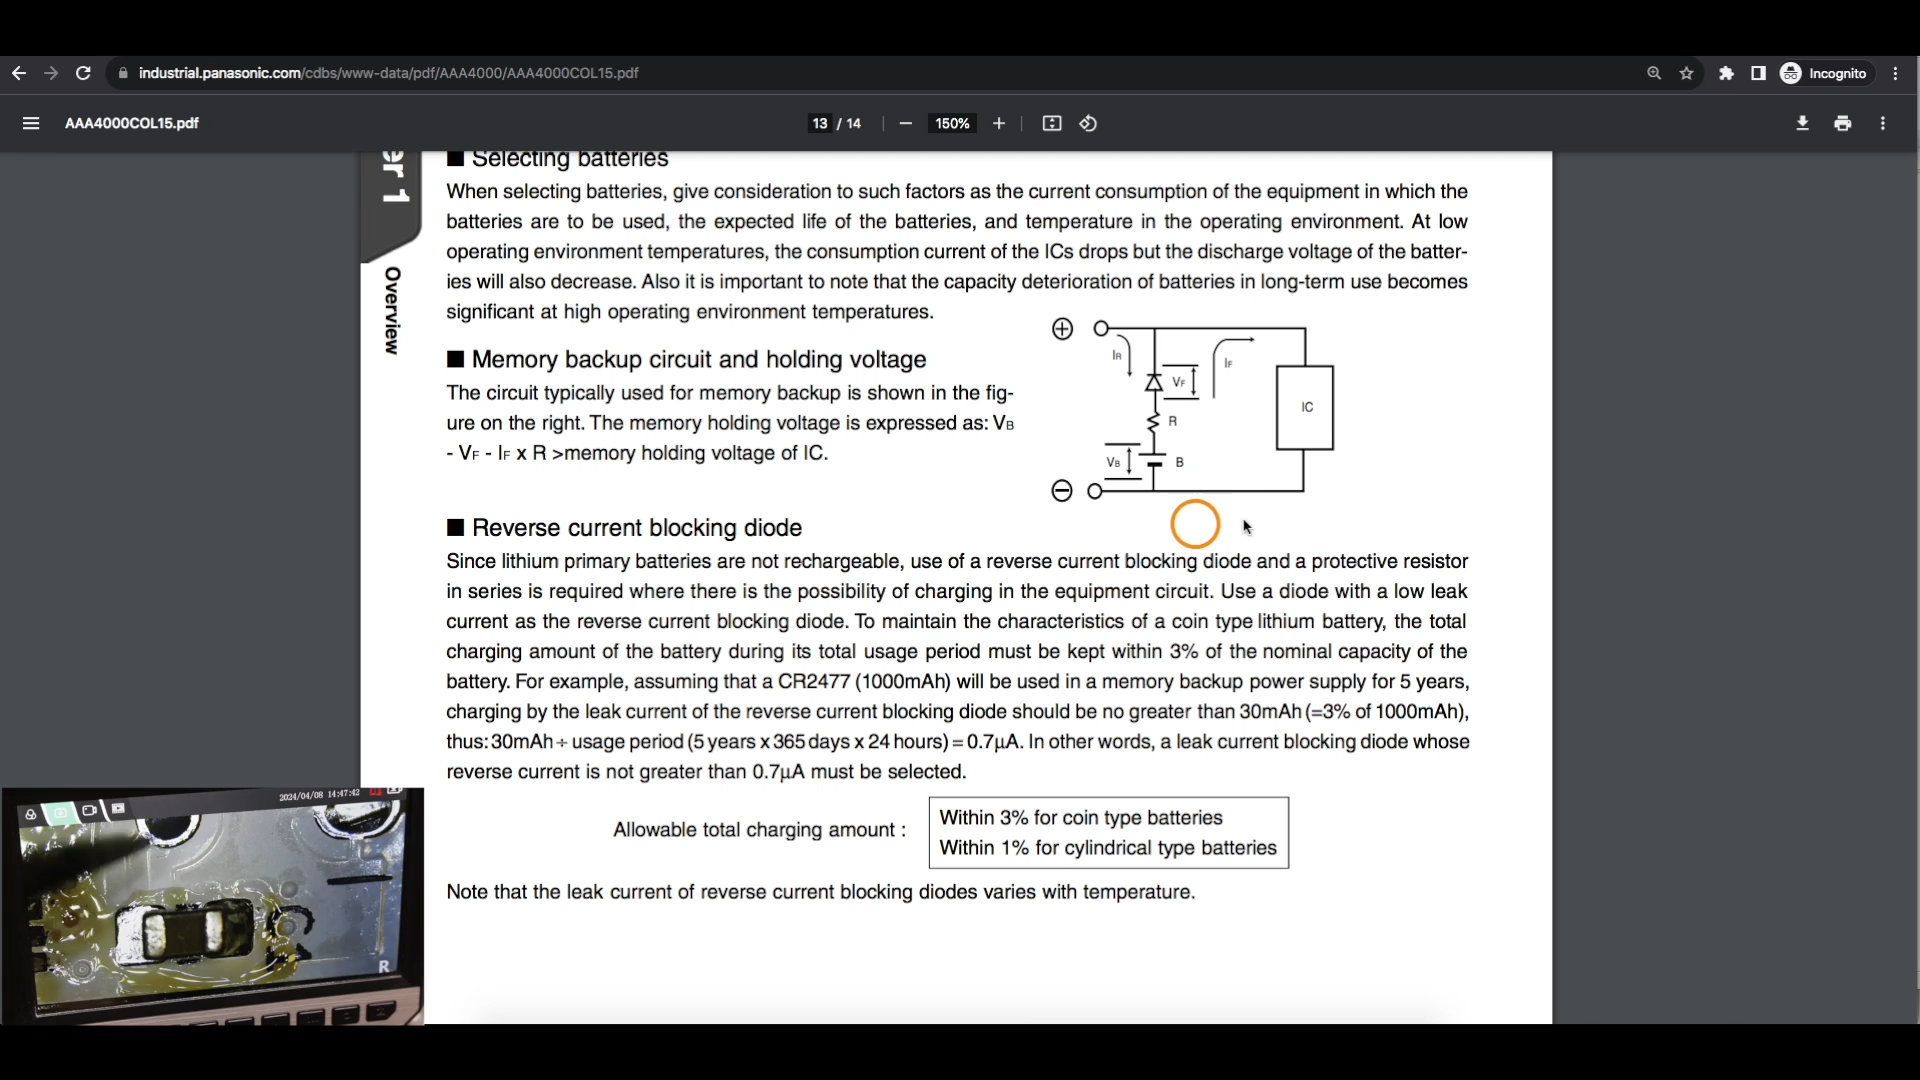 industrial.panasonic.com/cdbs/www-data/pdf/AAA4000/AAA4000COL15.pdf
Incognito
AAA4000COL15.pdf
13 / 14
150%
er 1
Overview
■ Selecting batteries
When selecting batteries, give consideration to such factors as the current consumption of the equipment in which the
batteries are to be used, the expected life of the batteries, and temperature in the operating environment. At low
operating environment temperatures, the consumption current of the ICs drops but the discharge voltage of the batter-
ies will also decrease. Also it is important to note that the capacity deterioration of batteries in long-term use becomes
significant at high operating environment temperatures.
■ Memory backup circuit and holding voltage
The circuit typically used for memory backup is shown in the fig-
ure on the right. The memory holding voltage is expressed as: VB
- VF - IF x R >memory holding voltage of IC.
⊕
IR
IF
VF
IC
R
VB
B
⊖
■ Reverse current blocking diode
Since lithium primary batteries are not rechargeable, use of a reverse current blocking diode and a protective resistor
in series is required where there is the possibility of charging in the equipment circuit. Use a diode with a low leak
current as the reverse current blocking diode. To maintain the characteristics of a coin type lithium battery, the total
charging amount of the battery during its total usage period must be kept within 3% of the nominal capacity of the
battery. For example, assuming that a CR2477 (1000mAh) will be used in a memory backup power supply for 5 years,
charging by the leak current of the reverse current blocking diode should be no greater than 30mAh (=3% of 1000mAh),
thus: 30mAh ÷ usage period (5 years x 365 days x 24 hours) = 0.7µA. In other words, a leak current blocking diode whose
reverse current is not greater than 0.7µA must be selected.
Allowable total charging amount :
Within 3% for coin type batteries
Within 1% for cylindrical type batteries
Note that the leak current of reverse current blocking diodes varies with temperature.
2024/04/08 14:47:42
R